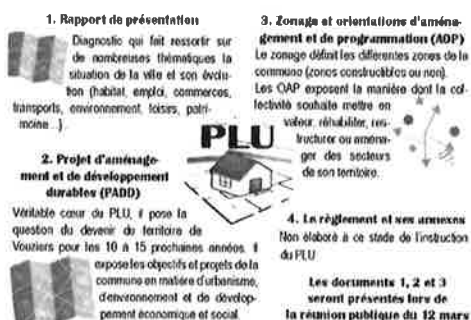 1. Rapport de présentation
Diagnostic qui fait ressortir sur
de nombreuses thématiques la
situation de la ville et son évolu-
tion (habitat, emploi, commerces,
transports, environnement, loisirs, patri-
moine...).
2. Projet d'aménage-
ment et de développement
durables (PADD)
Véritable cœur du PLU, il pose la
question du devenir du territoire de
Vouziers pour les 10 à 15 prochaines années. Il
expose les objectifs et projets de la
commune en matière d'urbanisme,
d'environnement et de dévelop-
pement économique et social.
PLU
3. Zonage et orientations d'aména-
gement et de programmation (AOP)
Le zonage définit les différentes zones de la
commune (zones constructibles ou non).
Les OAP exposent la manière dont la col-
lectivité souhaite mettre en
valeur, réhabiliter, res-
tructurer ou aména-
ger des secteurs
de son territoire.
4. Le règlement et ses annexes
Non élaboré à ce stade de l'instruction
du PLU
Les documents 1, 2 et 3
seront présentés lors de
la réunion publique du 12 mars